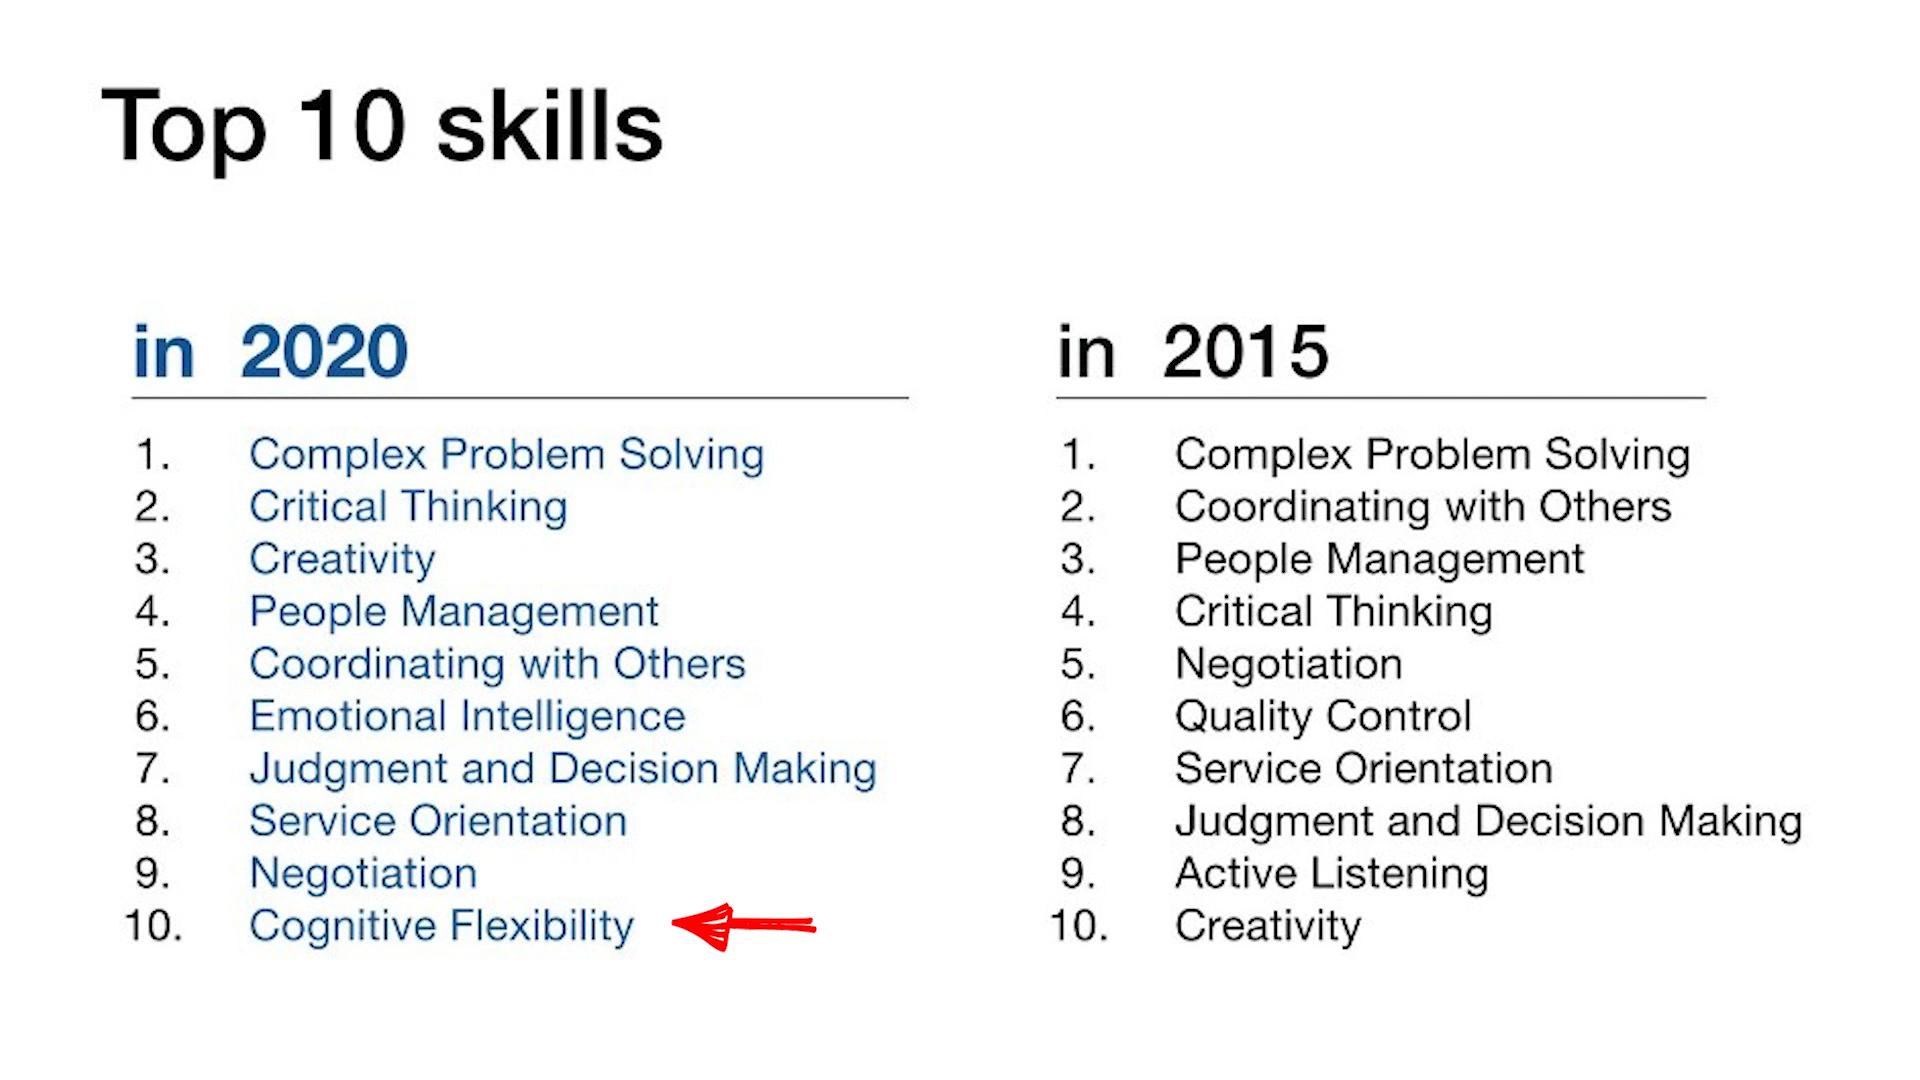 Top 10 skills
in 2020
1. Complex Problem Solving
2. Critical Thinking
3. Creativity
4. People Management
5. Coordinating with Others
6. Emotional Intelligence
7. Judgment and Decision Making
8. Service Orientation
9. Negotiation
10. Cognitive Flexibility
in 2015
1. Complex Problem Solving
2. Coordinating with Others
3. People Management
4. Critical Thinking
5. Negotiation
6. Quality Control
7. Service Orientation
8. Judgment and Decision Making
9. Active Listening
10. Creativity